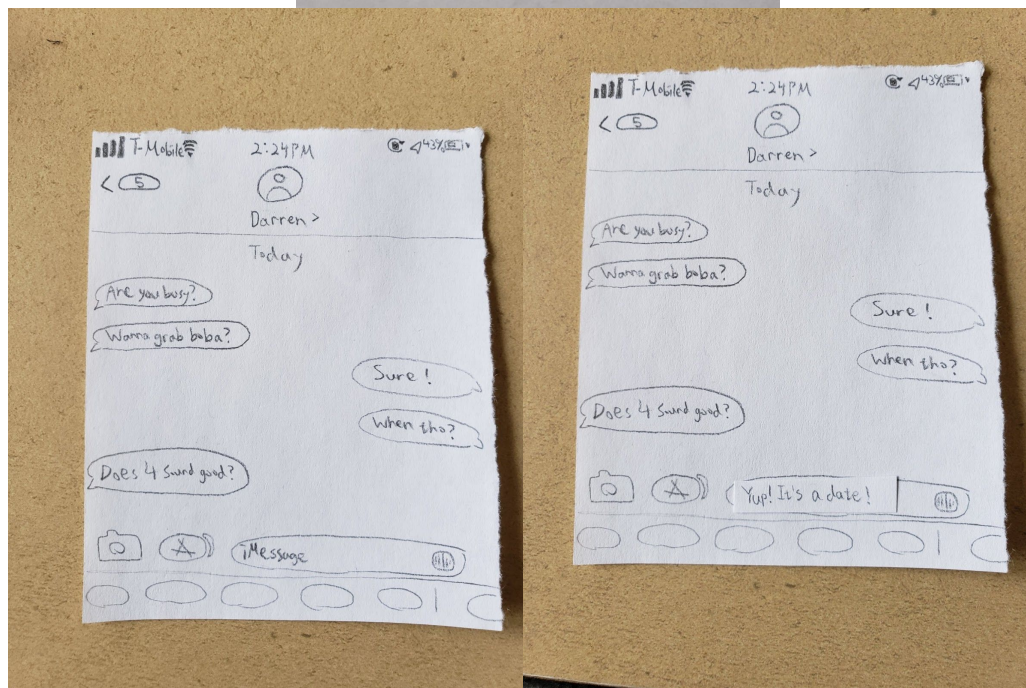 T-Mobile 2:24PM 43%
< 5
Darren >
Today
Are you busy?
Wanna grab boba?
Sure !
When tho?
Does 4 sound good?
iMessage
T-Mobile 2:24PM 43%
< 5
Darren >
Today
Are you busy?
Wanna grab boba?
Sure !
When tho?
Does 4 sound good?
Yup! It's a date!